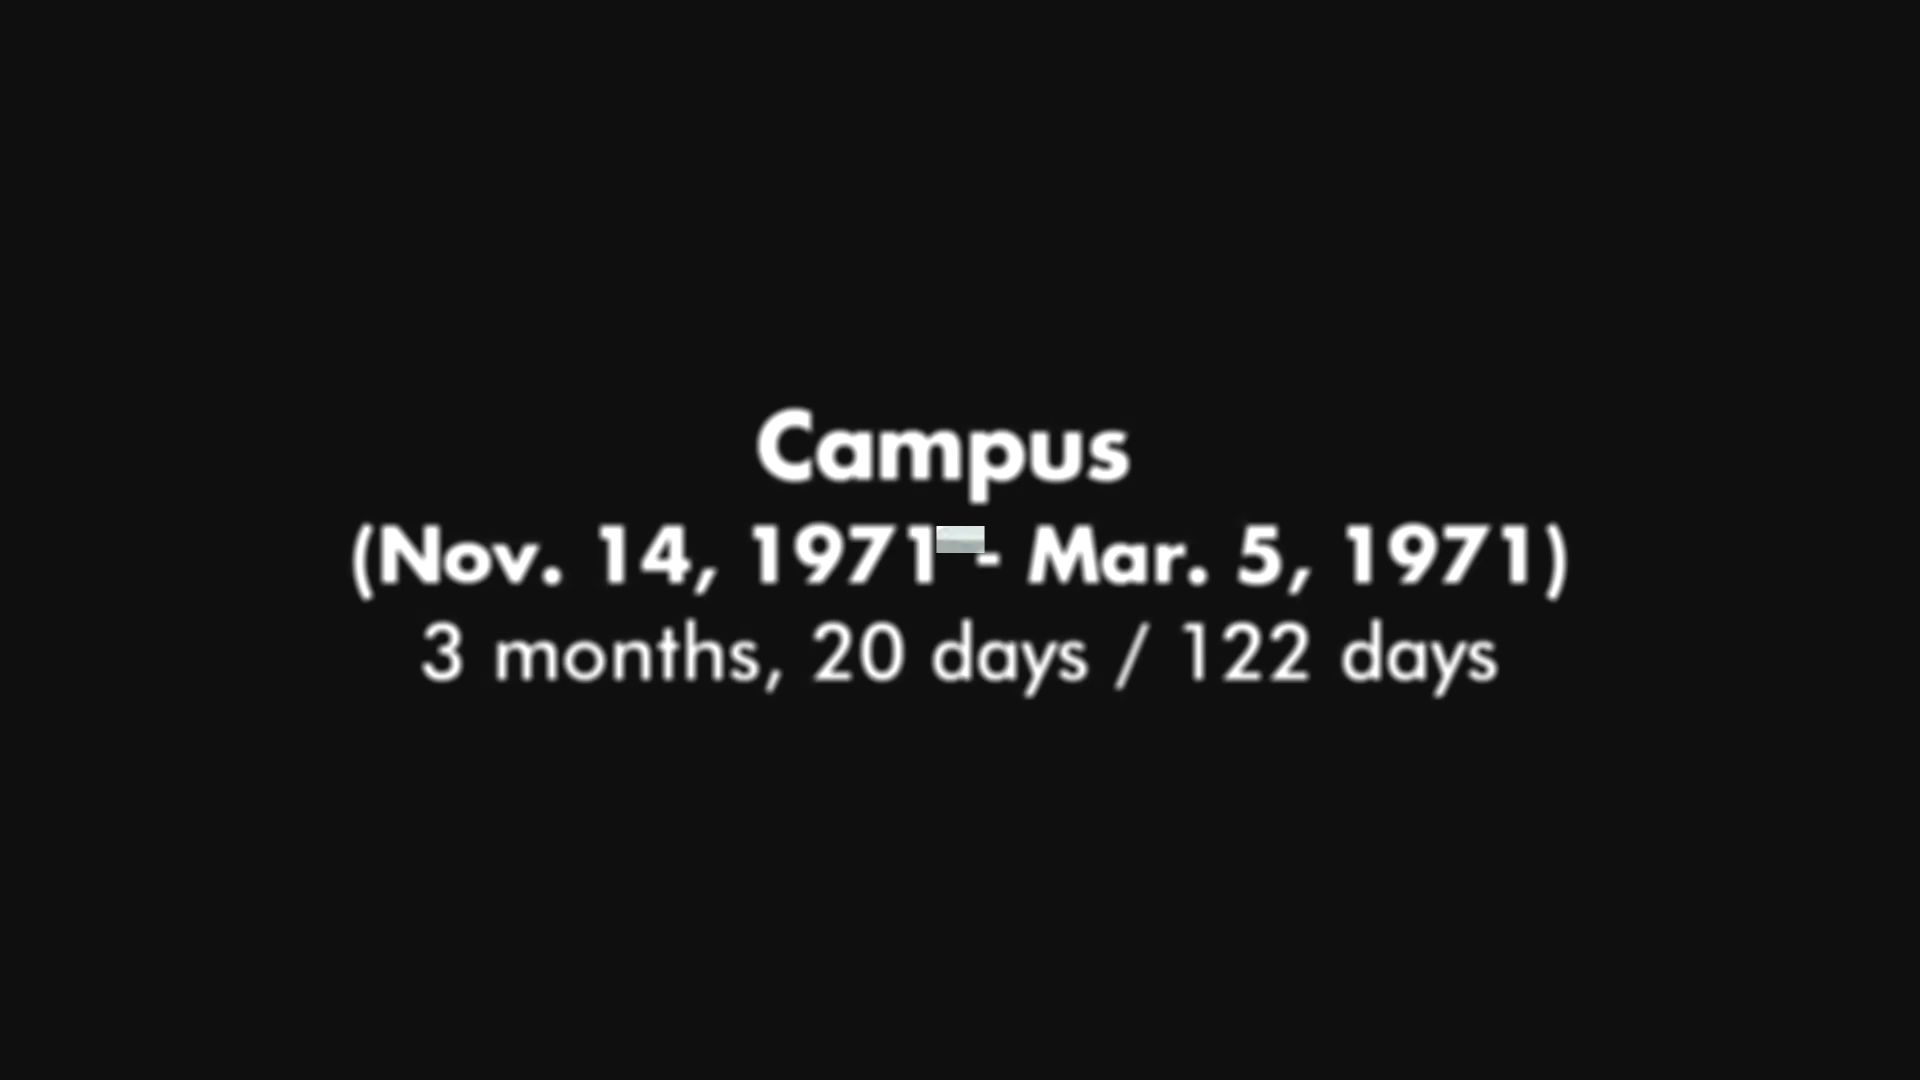 Campus
(Nov. 14, 1971 - Mar. 5, 1971)
3 months, 20 days / 122 days